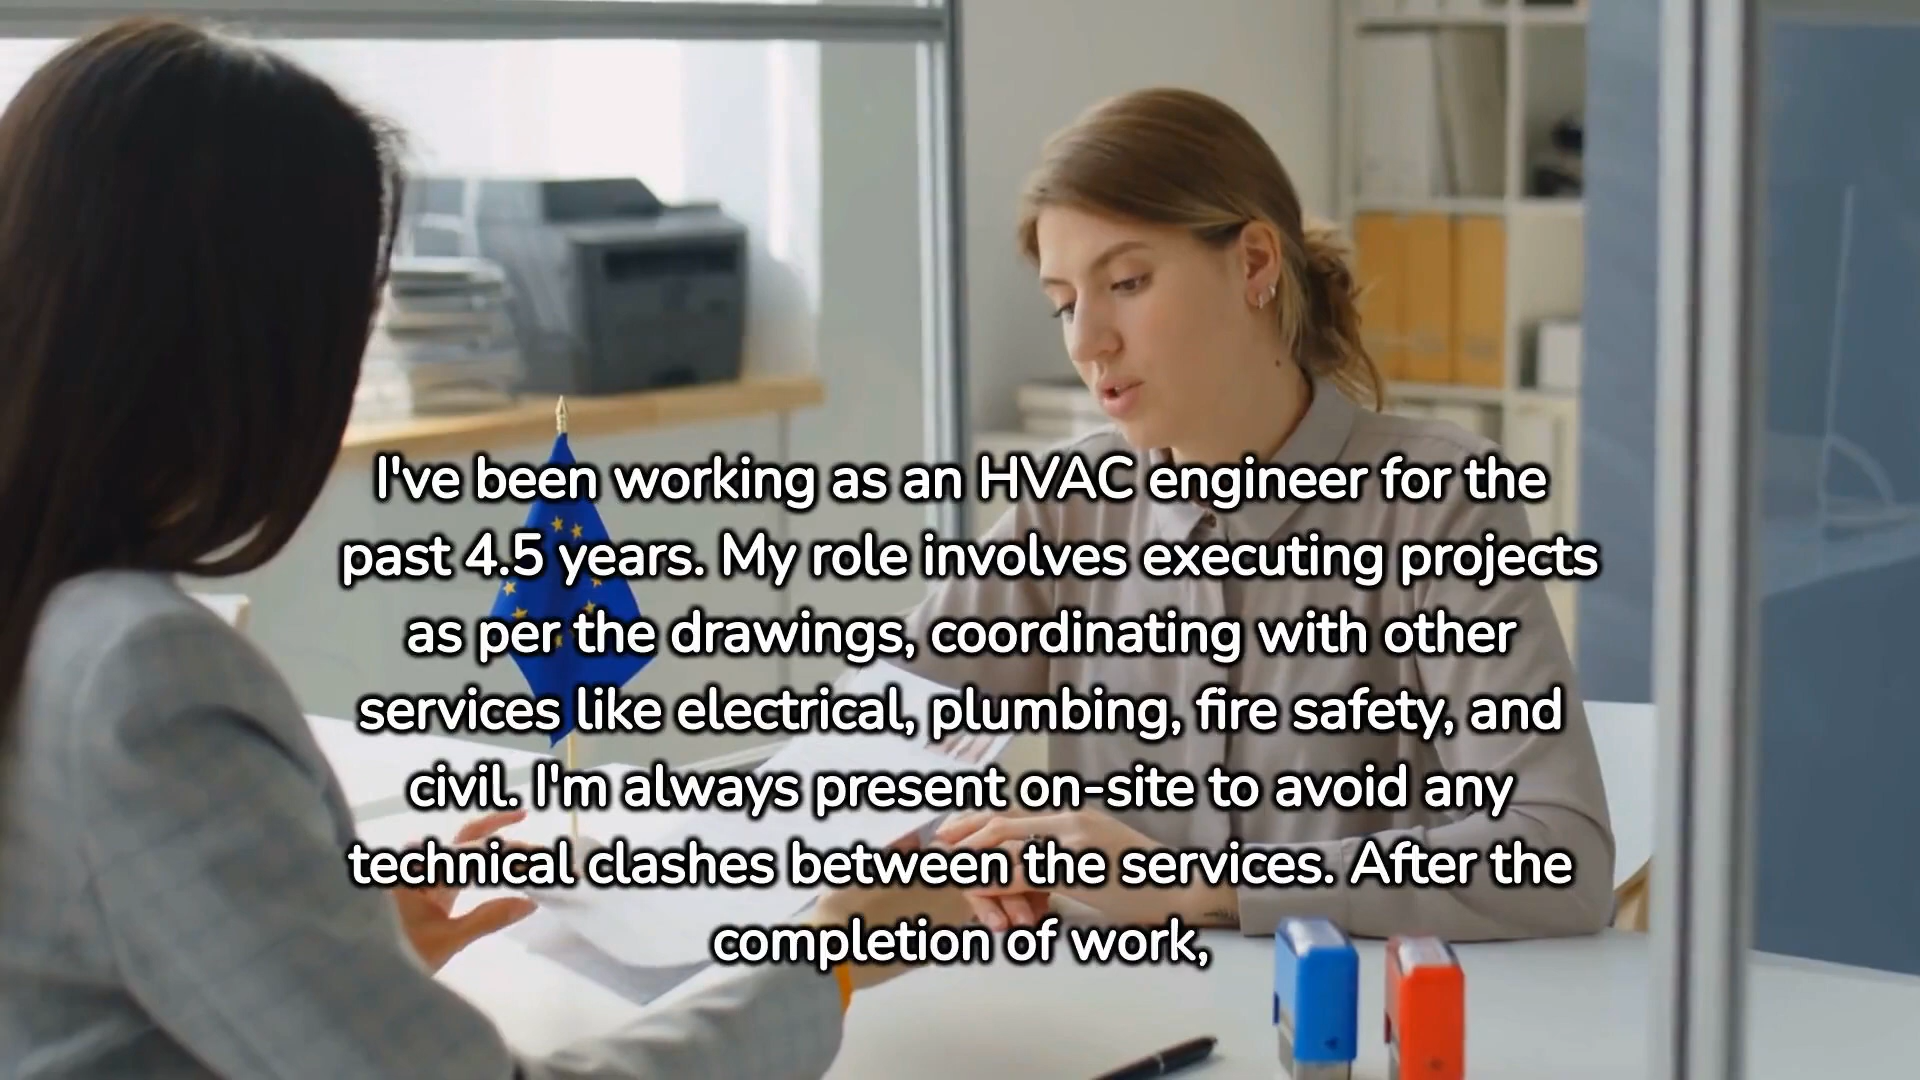 I've been working as an HVAC engineer for the
past 4.5 years. My role involves executing projects
as per the drawings, coordinating with other
services like electrical, plumbing, fire safety, and
civil. I'm always present on-site to avoid any
technical clashes between the services. After the
completion of work,